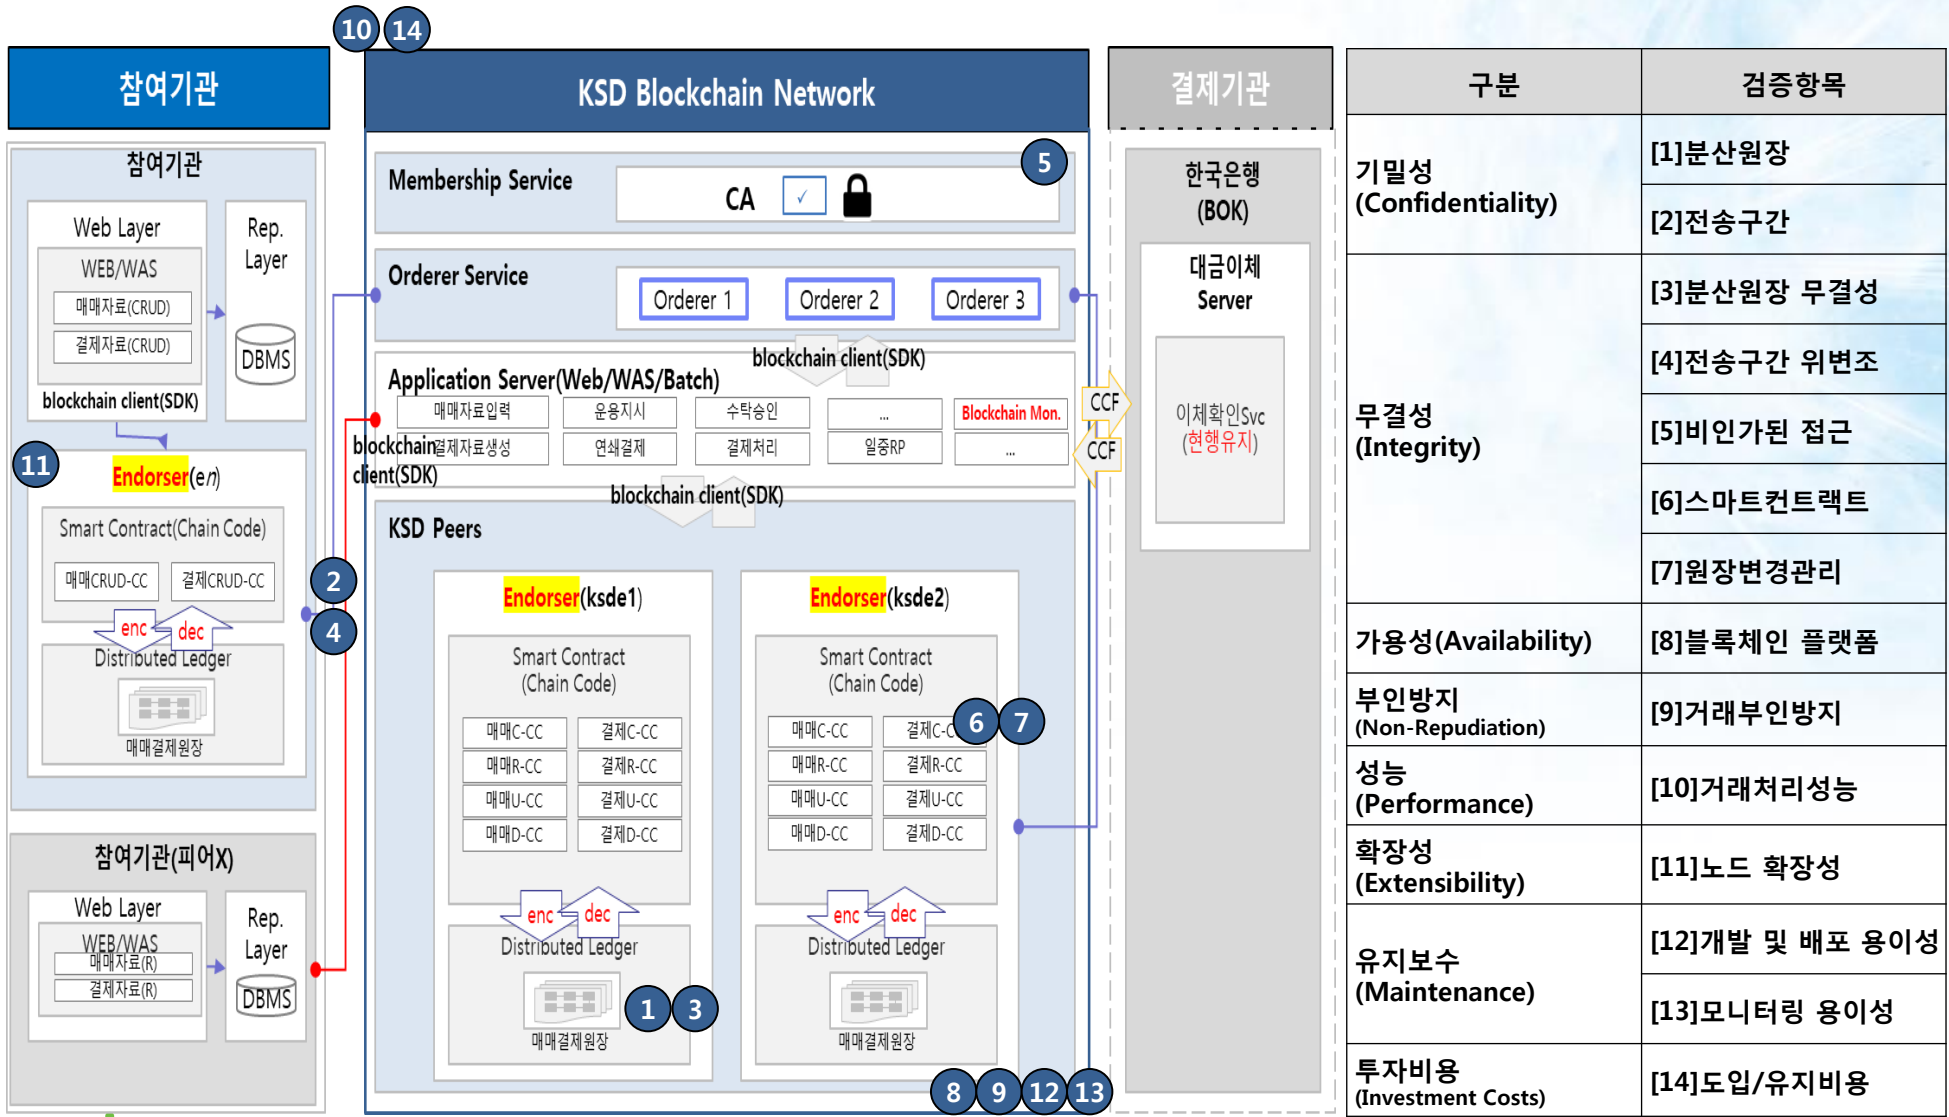 10
14
참여기관
KSD Blockchain Network
결제기관
참여기관
Web Layer
WEB/WAS
매매자료(CRUD)
결제자료(CRUD)
blockchain client(SDK)
Rep.
Layer
DBMS
11
Endorser(en)
Smart Contract(Chain Code)
매매CRUD-CC
결제CRUD-CC
enc
dec
Distributed Ledger
매매결제원장
2
4
참여기관(피어X)
Web Layer
WEB/WAS
매매자료(R)
결제자료(R)
Rep.
Layer
DBMS
Membership Service
CA
✓
5
Orderer Service
Orderer 1
Orderer 2
Orderer 3
blockchain client(SDK)
Application Server(Web/WAS/Batch)
매매자료입력
운용지시
수탁승인
...
Blockchain Mon.
결제자료생성
연쇄결제
결제처리
일중RP
...
blockchain
client(SDK)
blockchain client(SDK)
KSD Peers
Endorser(ksde1)
Smart Contract
(Chain Code)
매매C-CC
결제C-CC
매매R-CC
결제R-CC
매매U-CC
결제U-CC
매매D-CC
결제D-CC
enc
dec
Distributed Ledger
매매결제원장
1
3
Endorser(ksde2)
Smart Contract
(Chain Code)
매매C-CC
결제C-C
6
7
매매R-CC
결제R-CC
매매U-CC
결제U-CC
매매D-CC
결제D-CC
enc
dec
Distributed Ledger
매매결제원장
8
9
12
13
CCF
CCF
한국은행
(BOK)
대금이체
Server
이체확인Svc
(현행유지)
구분
검증항목
기밀성
(Confidentiality)
[1]분산원장
[2]전송구간
무결성
(Integrity)
[3]분산원장 무결성
[4]전송구간 위변조
[5]비인가된 접근
[6]스마트컨트랙트
[7]원장변경관리
가용성(Availability)
[8]블록체인 플랫폼
부인방지
(Non-Repudiation)
[9]거래부인방지
성능
(Performance)
[10]거래처리성능
확장성
(Extensibility)
[11]노드 확장성
유지보수
(Maintenance)
[12]개발 및 배포 용이성
[13]모니터링 용이성
투자비용
(Investment Costs)
[14]도입/유지비용